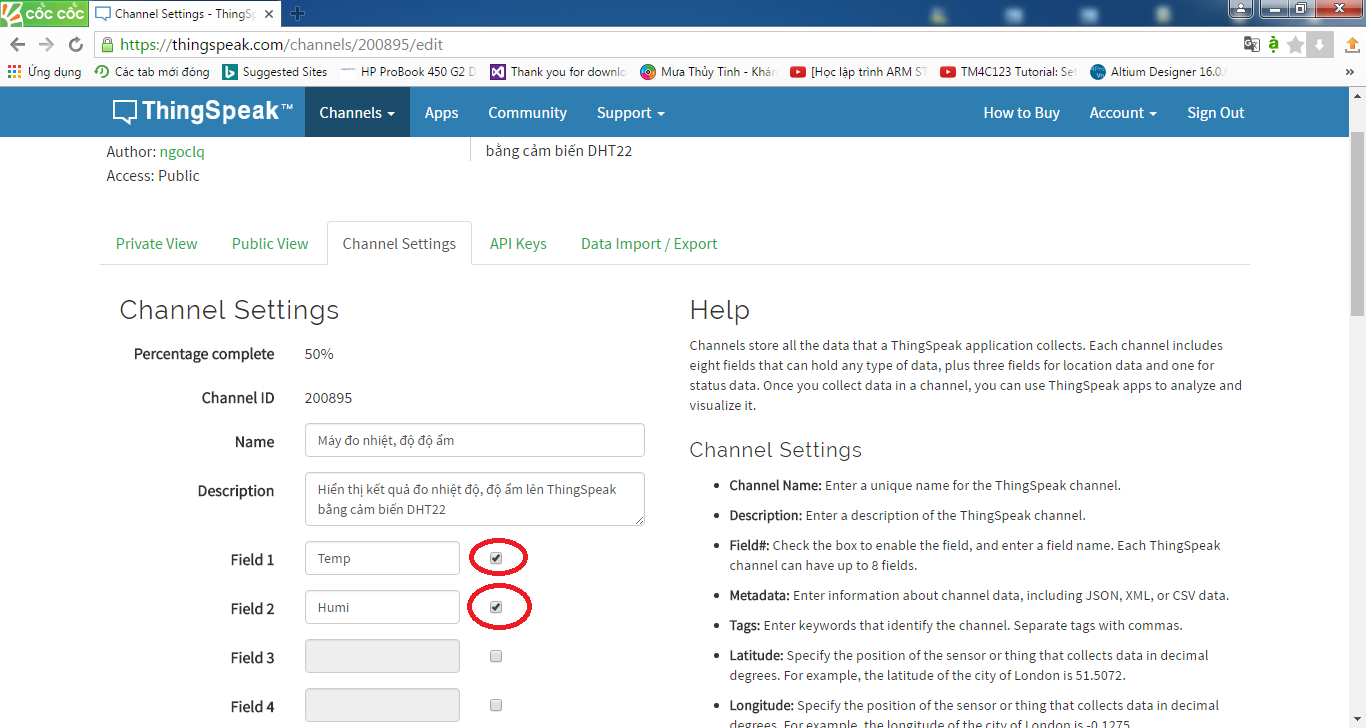 cốc cốc
Channel Settings - ThingSp
https://thingspeak.com/channels/200895/edit
Ứng dụng
Các tab mới đóng
Suggested Sites
HP ProBook 450 G2 D
Thank you for downlo
Mưa Thủy Tinh - Khán
[Học lập trình ARM ST
TM4C123 Tutorial: Set
Altium Designer 16.0.
»
ThingSpeak™
Channels
Apps
Community
Support
How to Buy
Account
Sign Out
Author: ngoclq
Access: Public
bằng cảm biến DHT22
Private View
Public View
Channel Settings
API Keys
Data Import / Export
Channel Settings
Percentage complete
50%
Channel ID
200895
Name
Máy đo nhiệt, độ độ ẩm
Description
Hiển thị kết quả đo nhiệt độ, độ ẩm lên ThingSpeak
bằng cảm biến DHT22
Field 1
Temp
Field 2
Humi
Field 3
Field 4
Help
Channels store all the data that a ThingSpeak application collects. Each channel includes
eight fields that can hold any type of data, plus three fields for location data and one for
status data. Once you collect data in a channel, you can use ThingSpeak apps to analyze and
visualize it.
Channel Settings
• Channel Name: Enter a unique name for the ThingSpeak channel.
• Description: Enter a description of the ThingSpeak channel.
• Field#: Check the box to enable the field, and enter a field name. Each ThingSpeak
channel can have up to 8 fields.
• Metadata: Enter information about channel data, including JSON, XML, or CSV data.
• Tags: Enter keywords that identify the channel. Separate tags with commas.
• Latitude: Specify the position of the sensor or thing that collects data in decimal
degrees. For example, the latitude of the city of London is 51.5072.
• Longitude: Specify the position of the sensor or thing that collects data in decimal
degrees. For example, the longitude of the city of London is -0.1275.